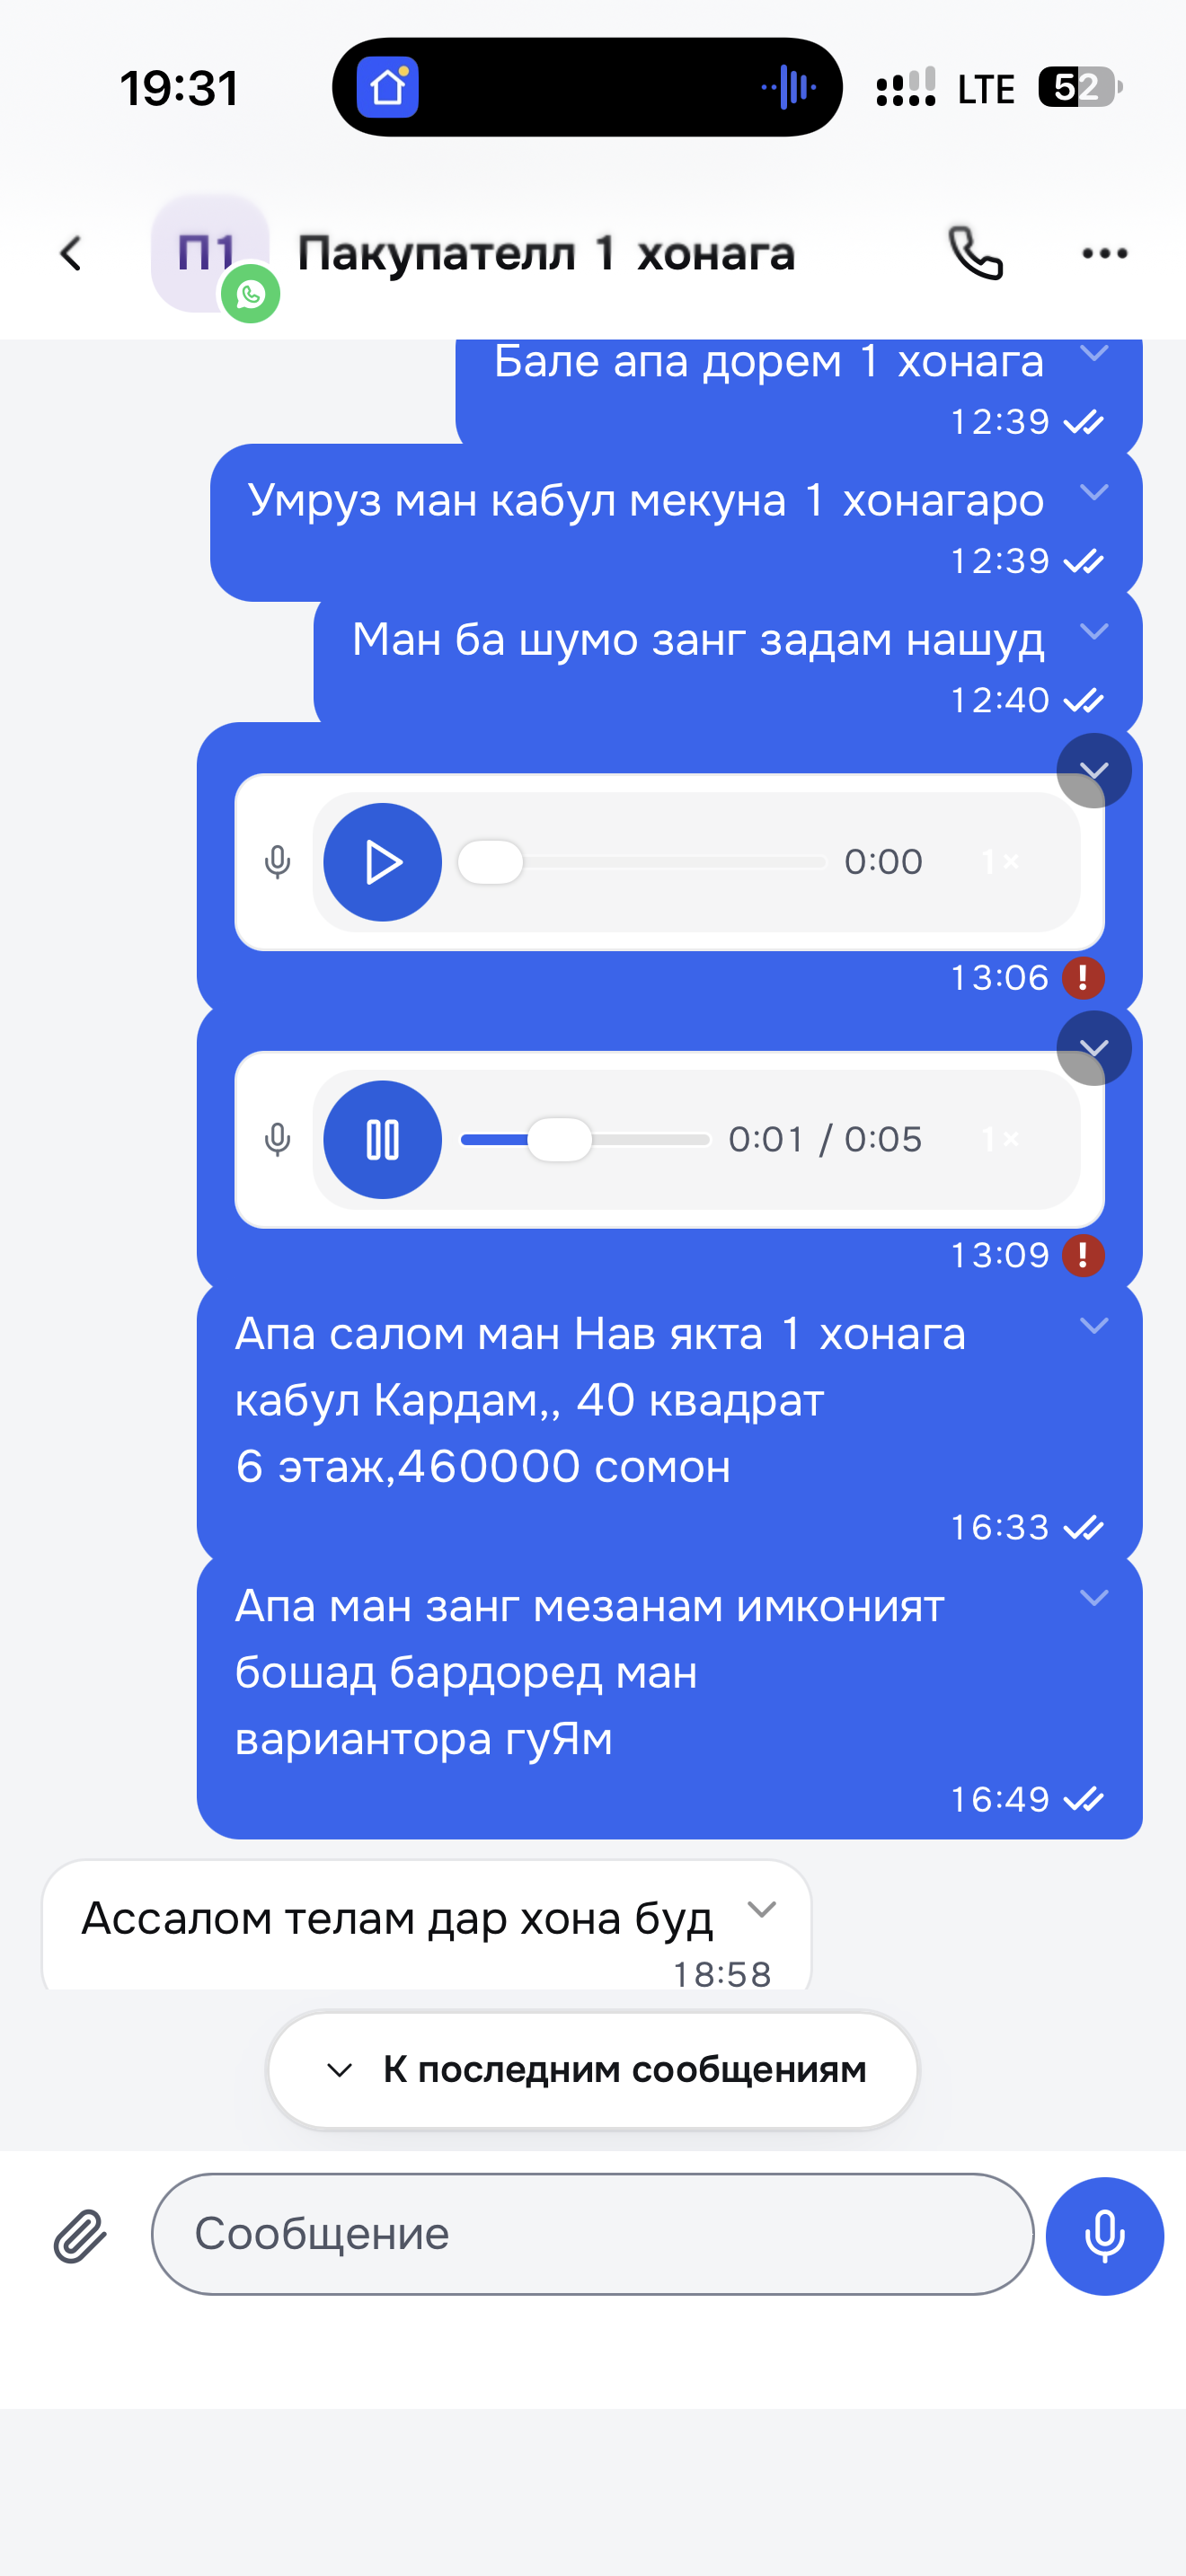 19:31
LTE
52
П1
Пакупателл 1 хонага
Бале апа дорем 1 хонага
12:39
Умруз ман кабул мекуна 1 хонагаро
12:39
Ман ба шумо занг задам нашуд
12:40
0:00
1×
13:06
0:01 / 0:05
1×
13:09
Апа салом ман Нав якта 1 хонага
кабул Кардам,, 40 квадрат
6 этаж,460000 сомон
16:33
Апа ман занг мезанам имконият
бошад бардоред ман
вариантора гуЯм
16:49
Ассалом телам дар хона буд
18:58
К последним сообщениям
Сообщение